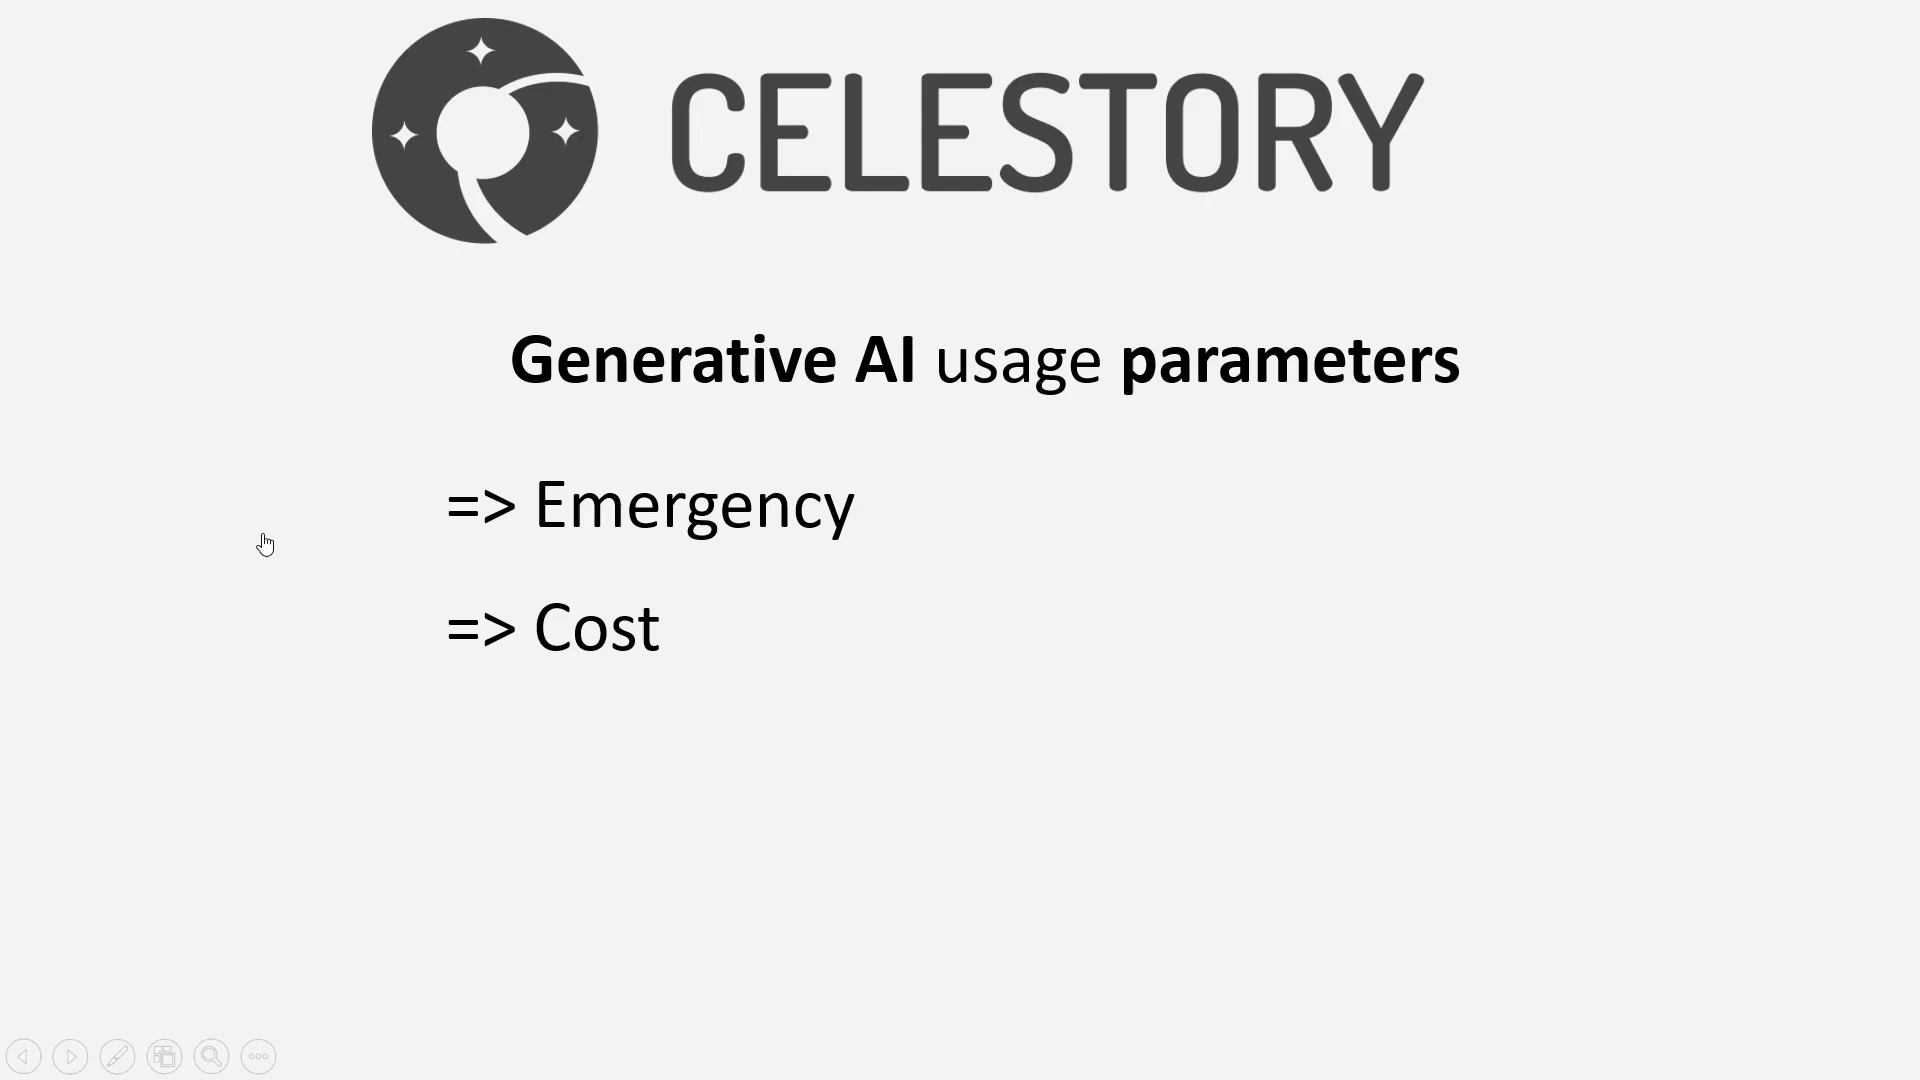 CELESTORY
Generative AI usage parameters
=> Emergency
=> Cost